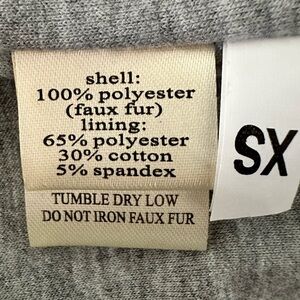 shell:
100% polyester
(faux fur)
lining:
65% polyester
30% cotton
5% spandex
TUMBLE DRY LOW
DO NOT IRON FAUX FUR
SX